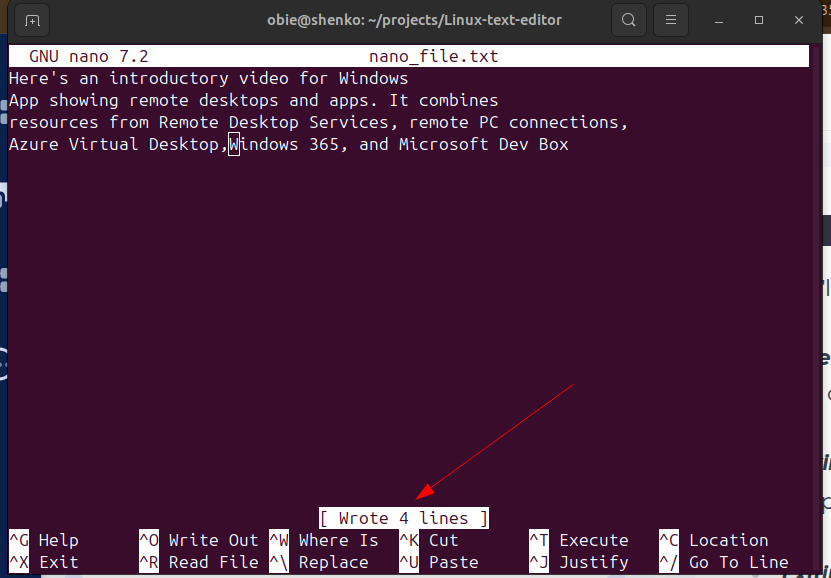 obie@shenko: ~/projects/Linux-text-editor
GNU nano 7.2 nano_file.txt
Here's an introductory video for Windows
App showing remote desktops and apps. It combines
resources from Remote Desktop Services, remote PC connections,
Azure Virtual Desktop,Windows 365, and Microsoft Dev Box
[ Wrote 4 lines ]
^G Help ^O Write Out ^W Where Is ^K Cut ^T Execute ^C Location
^X Exit ^R Read File ^\ Replace ^U Paste ^J Justify ^/ Go To Line